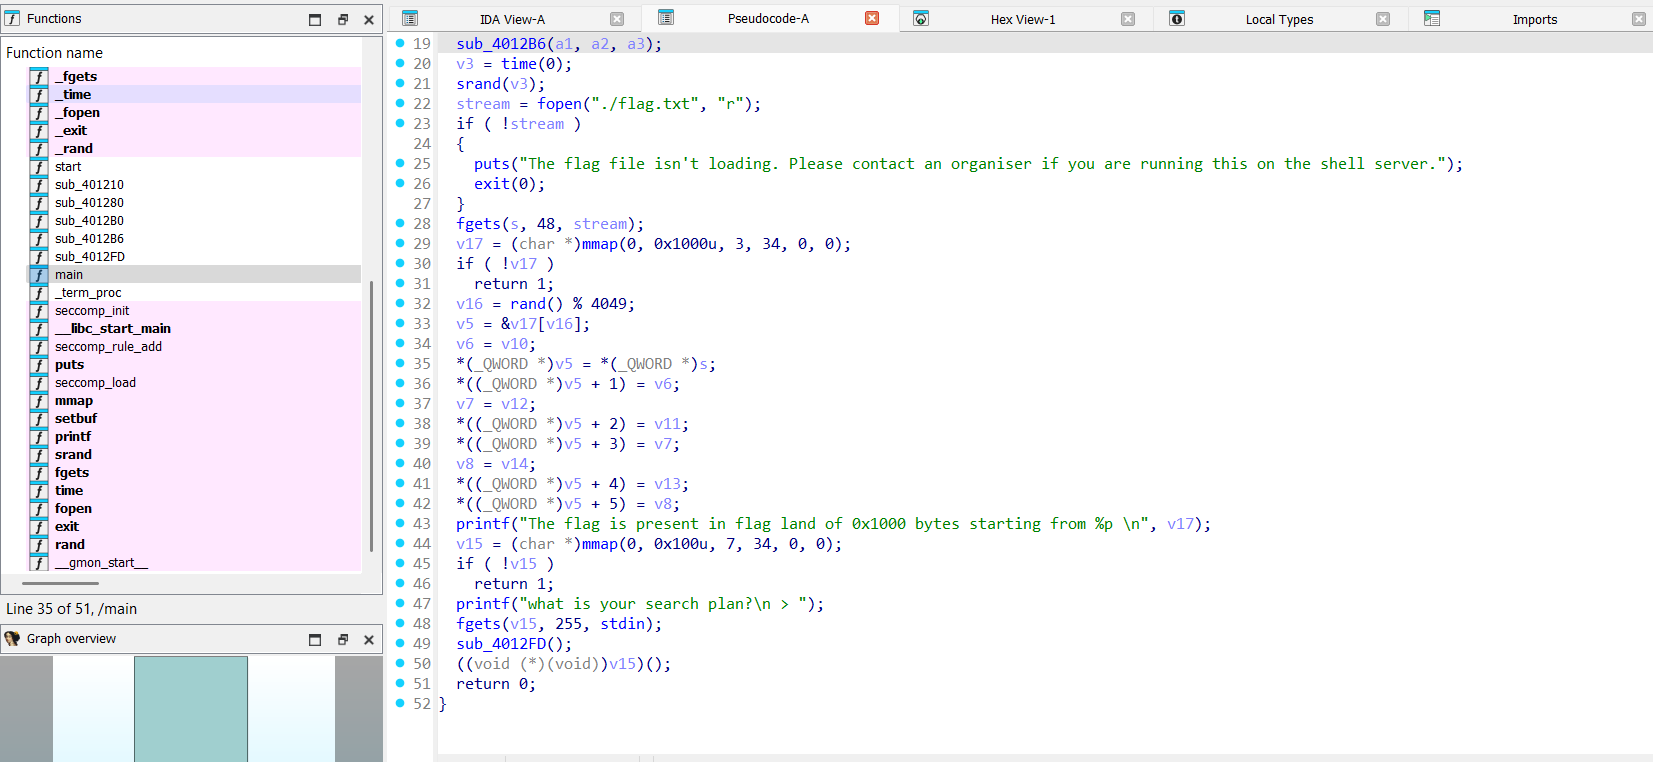 Functions
Function name
_fgets
_time
_fopen
_exit
_rand
start
sub_401210
sub_401280
sub_4012B0
sub_4012B6
sub_4012FD
main
_term_proc
seccomp_init
__libc_start_main
seccomp_rule_add
puts
seccomp_load
mmap
setbuf
printf
srand
fgets
time
fopen
exit
rand
__gmon_start__
Line 35 of 51, /main
Graph overview
IDA View-A
Pseudocode-A
Hex View-1
Local Types
Imports
19 sub_4012B6(a1, a2, a3);
20 v3 = time(0);
21 srand(v3);
22 stream = fopen("./flag.txt", "r");
23 if ( !stream )
24 {
25 puts("The flag file isn't loading. Please contact an organiser if you are running this on the shell server.");
26 exit(0);
27 }
28 fgets(s, 48, stream);
29 v17 = (char *)mmap(0, 0x1000u, 3, 34, 0, 0);
30 if ( !v17 )
31 return 1;
32 v16 = rand() % 4049;
33 v5 = &v17[v16];
34 v6 = v10;
35 *(_QWORD *)v5 = *(_QWORD *)s;
36 *((_QWORD *)v5 + 1) = v6;
37 v7 = v12;
38 *((_QWORD *)v5 + 2) = v11;
39 *((_QWORD *)v5 + 3) = v7;
40 v8 = v14;
41 *((_QWORD *)v5 + 4) = v13;
42 *((_QWORD *)v5 + 5) = v8;
43 printf("The flag is present in flag land of 0x1000 bytes starting from %p \n", v17);
44 v15 = (char *)mmap(0, 0x100u, 7, 34, 0, 0);
45 if ( !v15 )
46 return 1;
47 printf("what is your search plan?\n > ");
48 fgets(v15, 255, stdin);
49 sub_4012FD();
50 ((void (*)(void))v15)();
51 return 0;
52 }